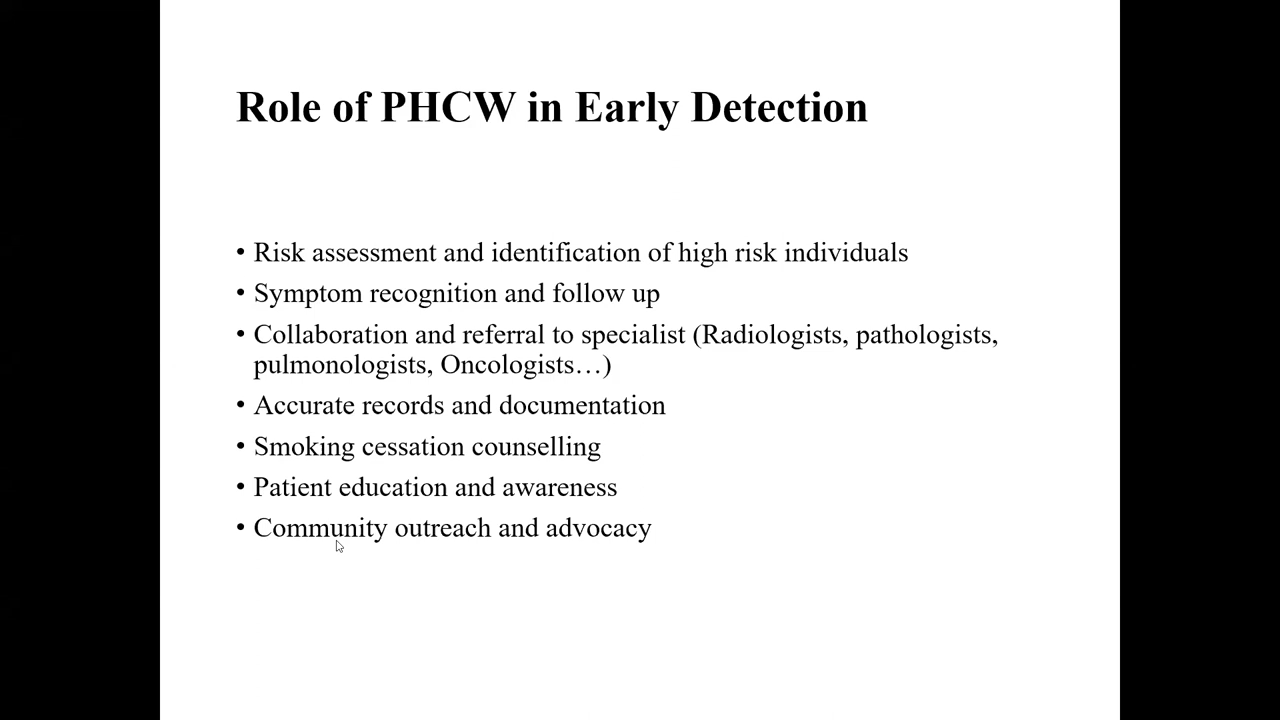 Role of PHCW in Early Detection
• Risk assessment and identification of high risk individuals
• Symptom recognition and follow up
• Collaboration and referral to specialist (Radiologists, pathologists,
pulmonologists, Oncologists…)
• Accurate records and documentation
• Smoking cessation counselling
• Patient education and awareness
• Community outreach and advocacy